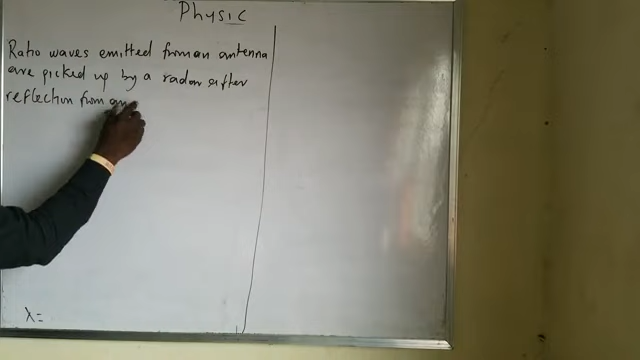 Physic
Ratio waves emitted from an antenna
are picked up by a radar after
reflection from an
λ=